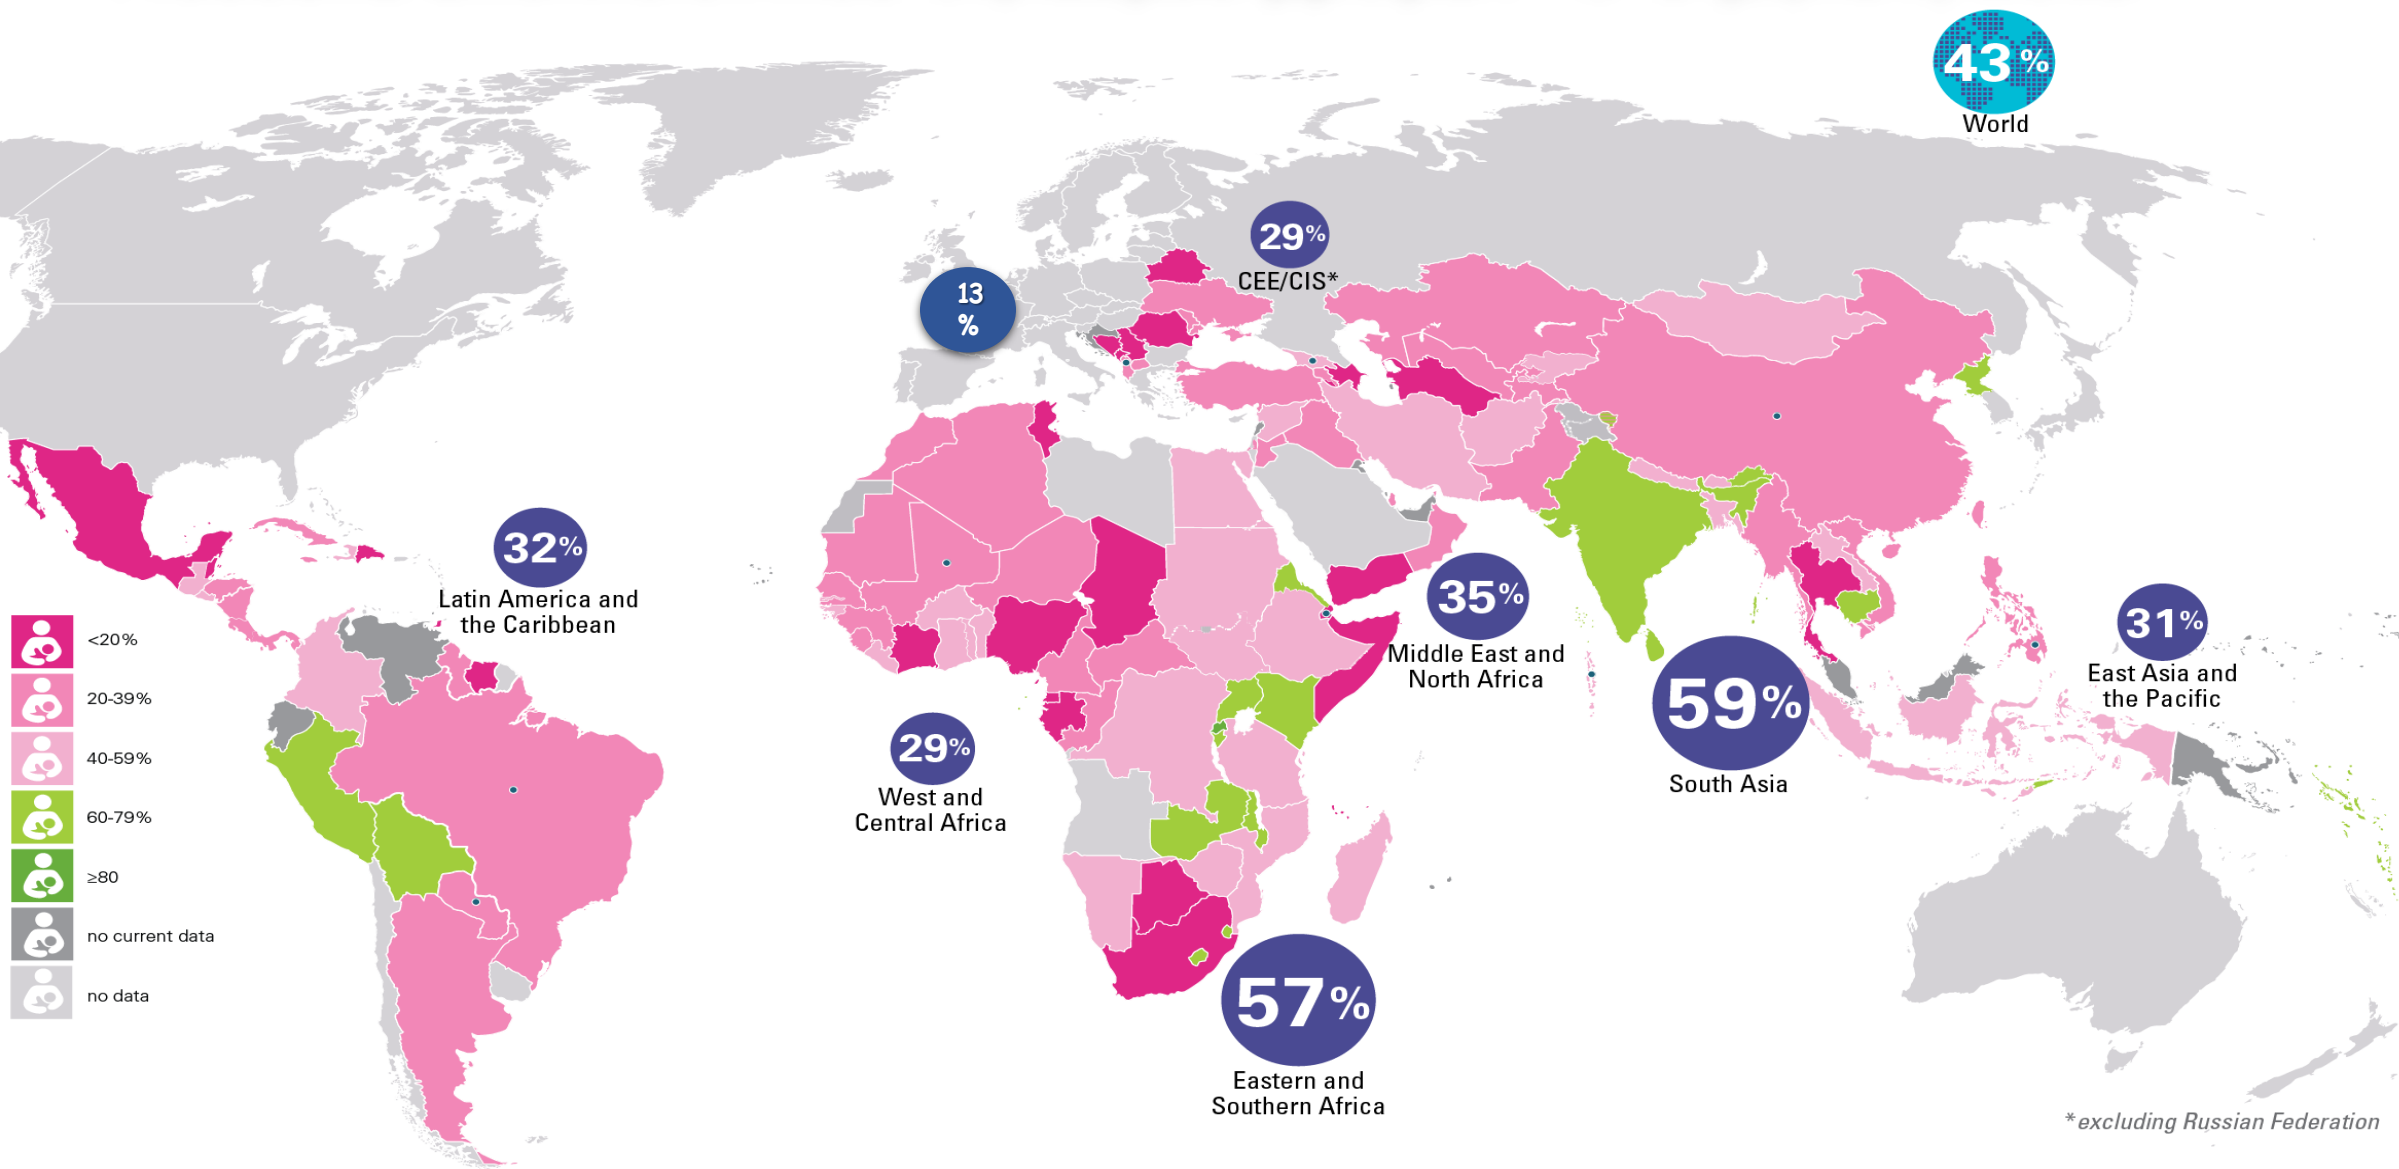 43%
World
29%
CEE/CIS*
13
%
32%
Latin America and
the Caribbean
35%
Middle East and
North Africa
31%
East Asia and
the Pacific
59%
South Asia
29%
West and
Central Africa
57%
Eastern and
Southern Africa
<20%
20-39%
40-59%
60-79%
≥80
no current data
no data
*excluding Russian Federation